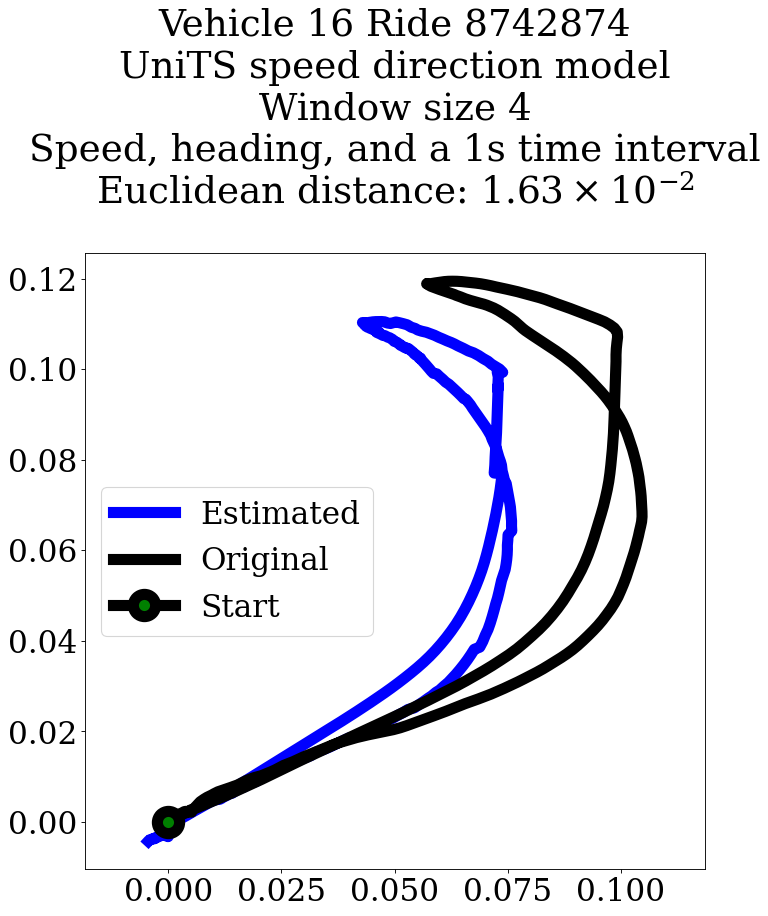 Vehicle 16 Ride 8742874
UniTS speed direction model
Window size 4
Speed, heading, and a 1s time interval
Euclidean distance: 1.63 × 10⁻²
0.12
0.10
0.08
0.06
0.04
0.02
0.00
Estimated
Original
Start
0.000 0.025 0.050 0.075 0.100